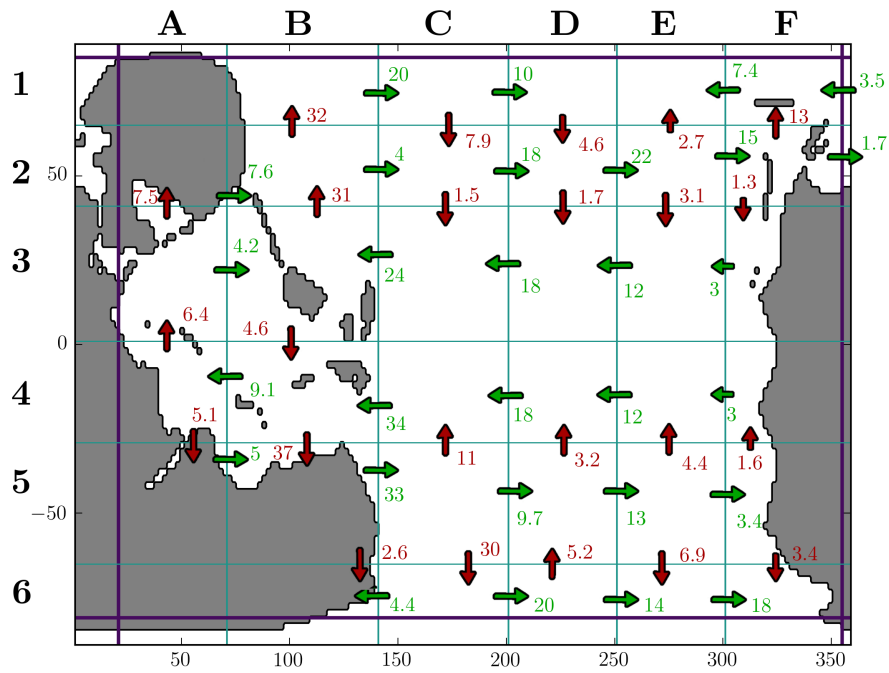 A B C D E F
1 20 10 7.4 3.5
32 7.9 4.6 2.7 13
2 50 7.6 4 18 22 15 1.7
7.5 31 1.5 1.7 3.1 1.3
3 4.2 24 18 12 3
0 6.4 4.6
4 9.1 34 18 12 3
5.1 37 11 3.2 4.4 1.6
5 −50 5 33 9.7 13 3.4
2.6 30 5.2 6.9 3.4
6 4.4 20 14 18
50 100 150 200 250 300 350